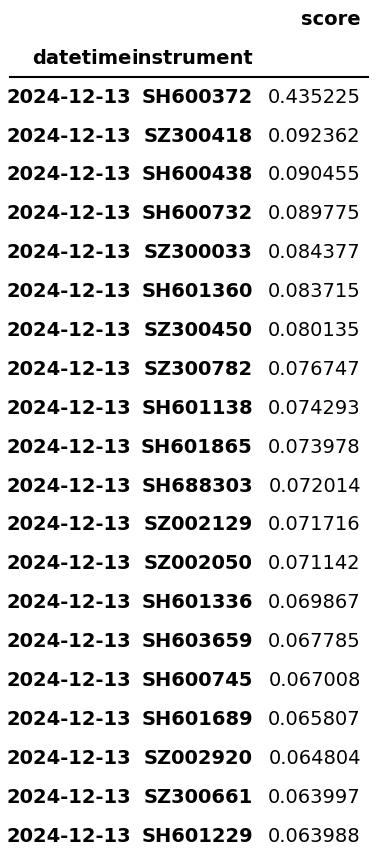 score
datetime instrument
2024-12-13 SH600372 0.435225
2024-12-13 SZ300418 0.092362
2024-12-13 SH600438 0.090455
2024-12-13 SH600732 0.089775
2024-12-13 SZ300033 0.084377
2024-12-13 SH601360 0.083715
2024-12-13 SZ300450 0.080135
2024-12-13 SZ300782 0.076747
2024-12-13 SH601138 0.074293
2024-12-13 SH601865 0.073978
2024-12-13 SH688303 0.072014
2024-12-13 SZ002129 0.071716
2024-12-13 SZ002050 0.071142
2024-12-13 SH601336 0.069867
2024-12-13 SH603659 0.067785
2024-12-13 SH600745 0.067008
2024-12-13 SH601689 0.065807
2024-12-13 SZ002920 0.064804
2024-12-13 SZ300661 0.063997
2024-12-13 SH601229 0.063988